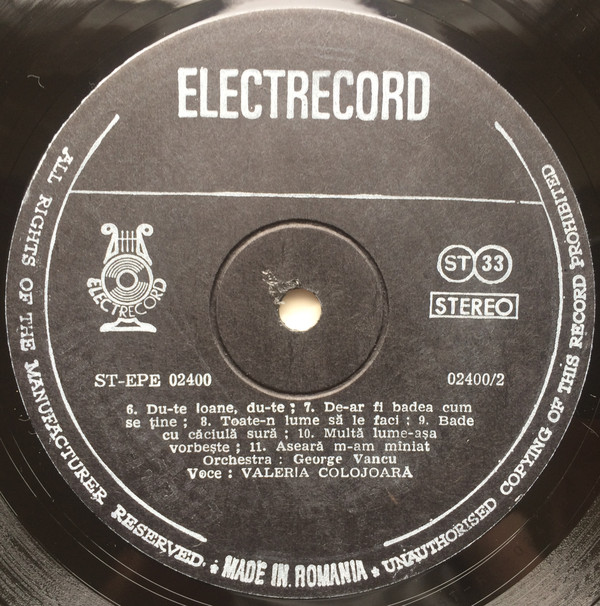 ELECTRECORD
ELECTRECORD
ST 33
STEREO
ST-EPE 02400
02400/2
6. Du-te Ioane, du-te ; 7. De-ar fi badea cum
se ține ; 8. Toate-n lume să le faci ; 9. Bade
cu căciulă sură ; 10. Multă lume-așa
vorbește ; 11. Aseară m-am mîniat
Orchestra : George Vancu
Voce : VALERIA COLOJOARĂ
ALL RIGHTS OF THE MANUFACTURER RESERVED. ★ MADE IN ROMANIA ★ UNAUTHORISED COPYING OF THIS RECORD PROHIBITED